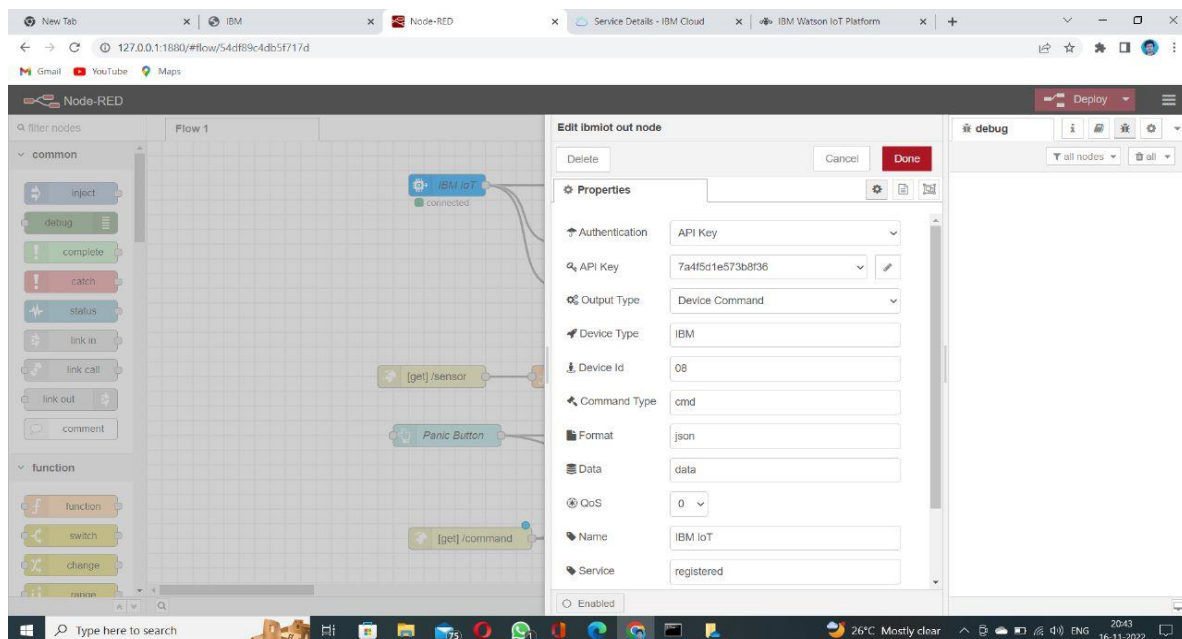 New Tab
IBM
Node-RED
Service Details - IBM Cloud
IBM Watson IoT Platform
127.0.0.1:1880/#flow/54df89c4db5f717d
Gmail
YouTube
Maps
Node-RED
Deploy
filter nodes
Flow 1
Edit ibmiot out node
debug
i
common
Delete
Cancel
Done
all nodes
all
inject
IBM IoT
connected
Properties
debug
Authentication
API Key
complete
API Key
7a4f5d1e573b8f36
catch
Output Type
Device Command
status
Device Type
IBM
link in
Device Id
08
link call
[get] /sensor
link out
Command Type
cmd
comment
Panic Button
Format
json
function
Data
data
function
QoS
0
switch
[get] /command
Name
IBM IoT
change
Service
registered
range
Enabled
Type here to search
75
1
26°C Mostly clear
ENG
20:43
16-11-2022